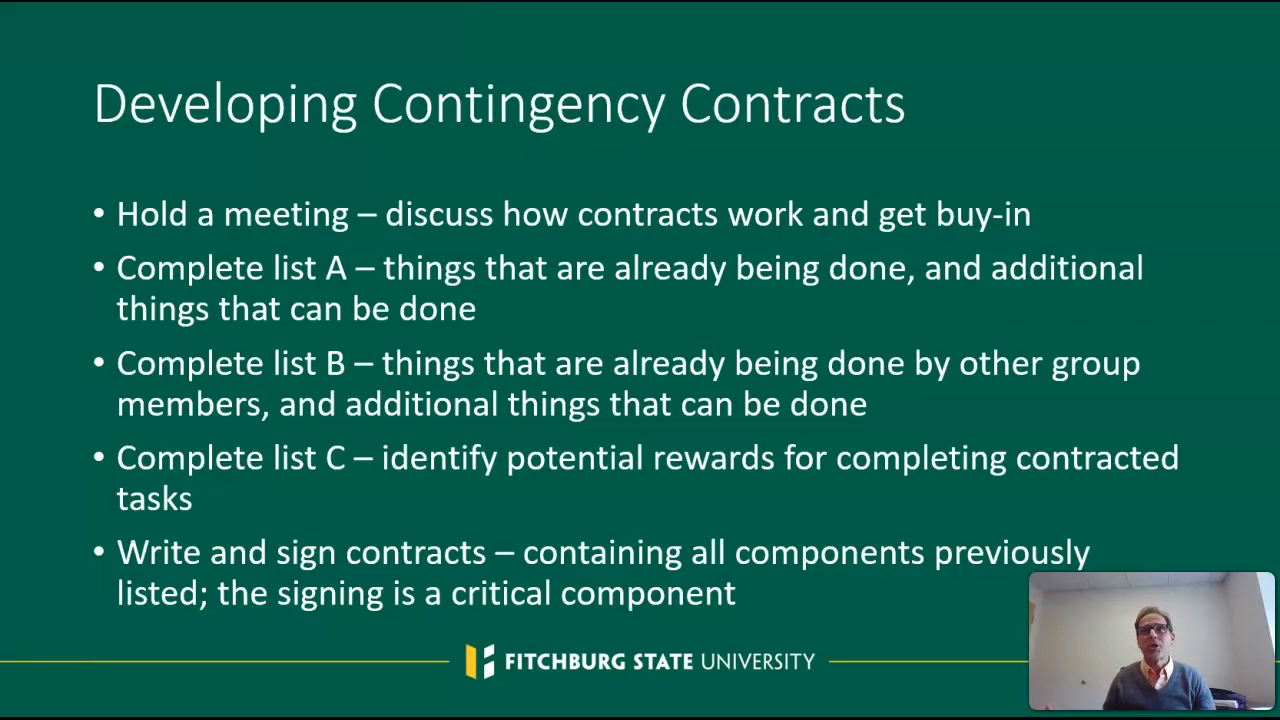 Developing Contingency Contracts
• Hold a meeting – discuss how contracts work and get buy-in
• Complete list A – things that are already being done, and additional
things that can be done
• Complete list B – things that are already being done by other group
members, and additional things that can be done
• Complete list C – identify potential rewards for completing contracted
tasks
• Write and sign contracts – containing all components previously
listed; the signing is a critical component
FITCHBURG STATE UNIVERSITY